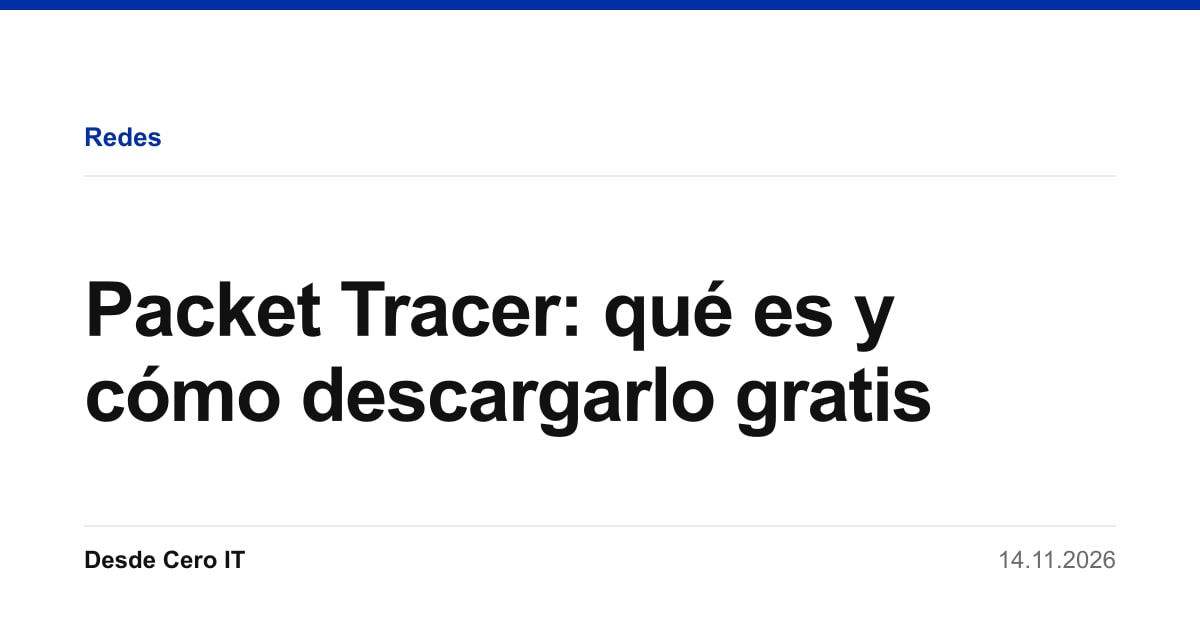 Redes
Packet Tracer: qué es y
cómo descargarlo gratis
Desde Cero IT
14.11.2026